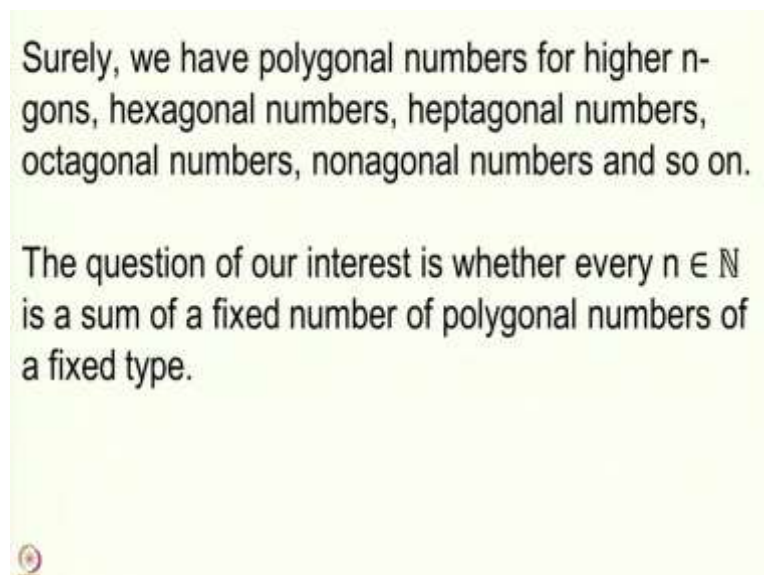 Surely, we have polygonal numbers for higher n-
gons, hexagonal numbers, heptagonal numbers,
octagonal numbers, nonagonal numbers and so on.
The question of our interest is whether every n ∈ ℕ
is a sum of a fixed number of polygonal numbers of
a fixed type.